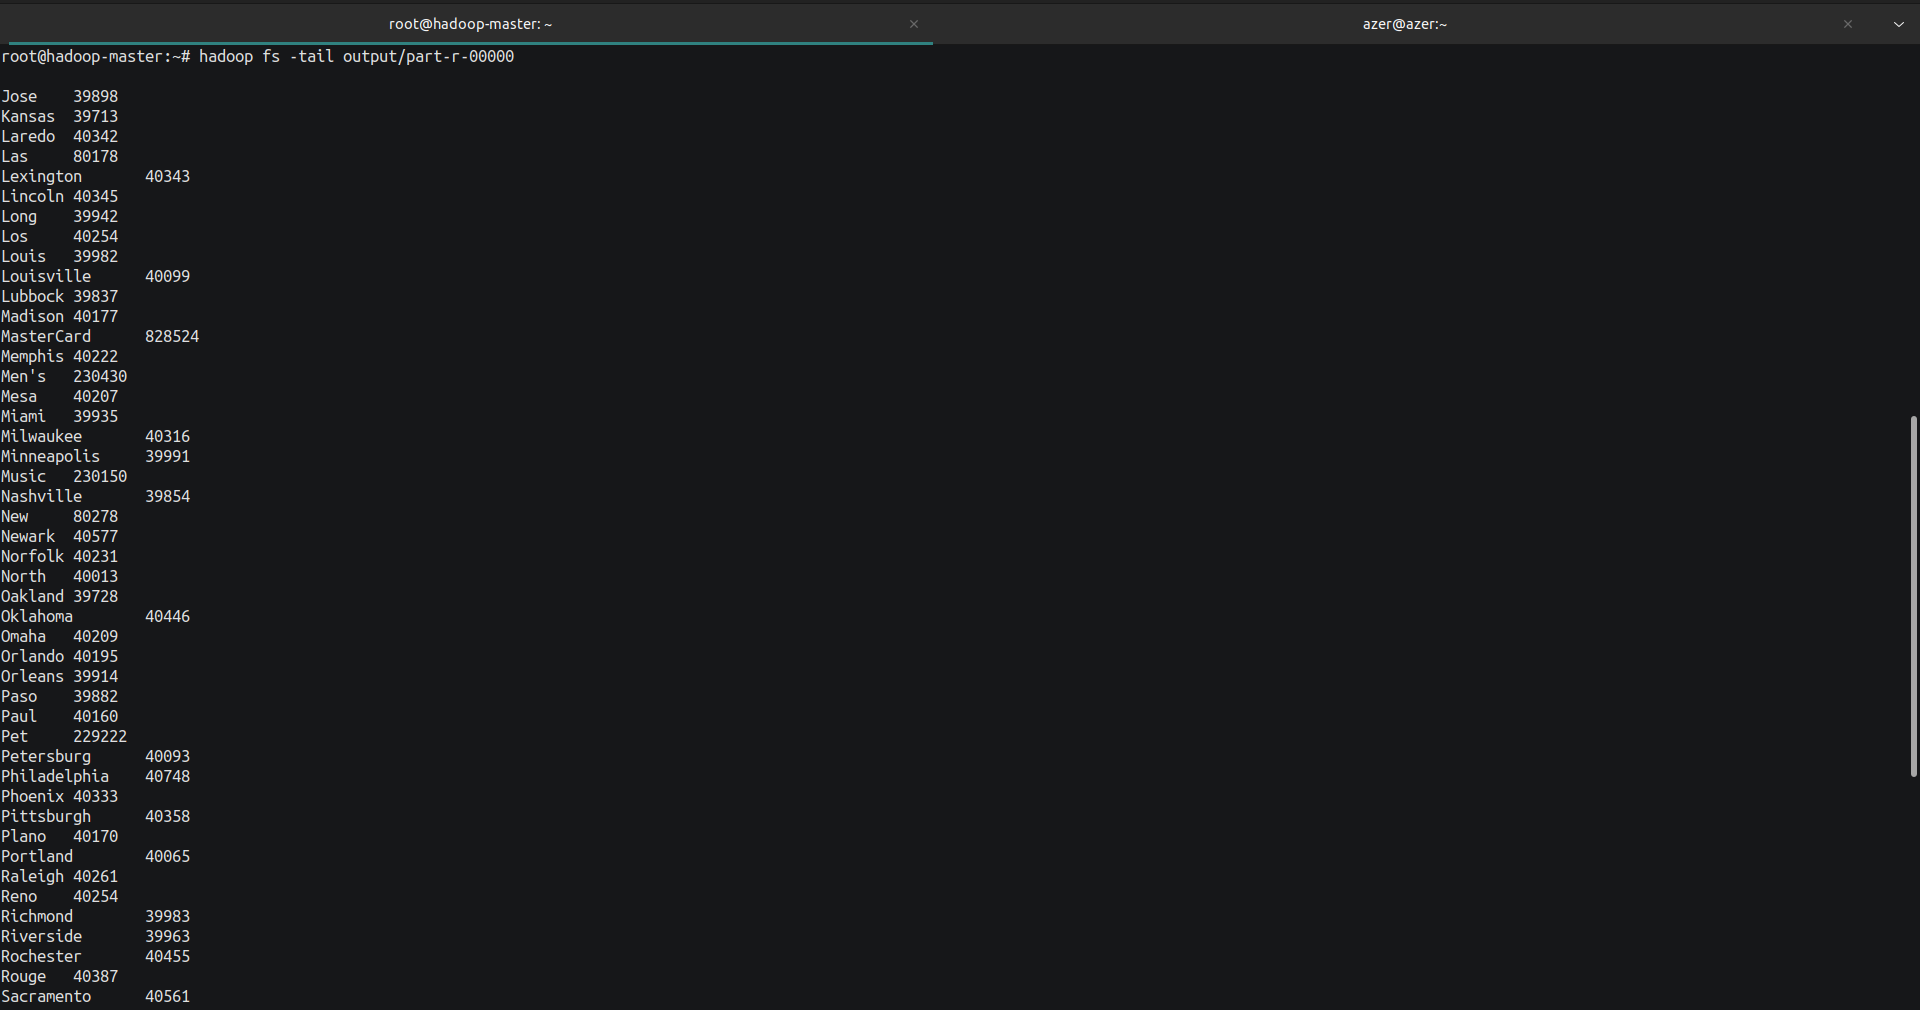 root@hadoop-master: ~ × azer@azer:~ ×
root@hadoop-master:~# hadoop fs -tail output/part-r-00000
Jose 39898
Kansas 39713
Laredo 40342
Las 80178
Lexington 40343
Lincoln 40345
Long 39942
Los 40254
Louis 39982
Louisville 40099
Lubbock 39837
Madison 40177
MasterCard 828524
Memphis 40222
Men's 230430
Mesa 40207
Miami 39935
Milwaukee 40316
Minneapolis 39991
Music 230150
Nashville 39854
New 80278
Newark 40577
Norfolk 40231
North 40013
Oakland 39728
Oklahoma 40446
Omaha 40209
Orlando 40195
Orleans 39914
Paso 39882
Paul 40160
Pet 229222
Petersburg 40093
Philadelphia 40748
Phoenix 40333
Pittsburgh 40358
Plano 40170
Portland 40065
Raleigh 40261
Reno 40254
Richmond 39983
Riverside 39963
Rochester 40455
Rouge 40387
Sacramento 40561